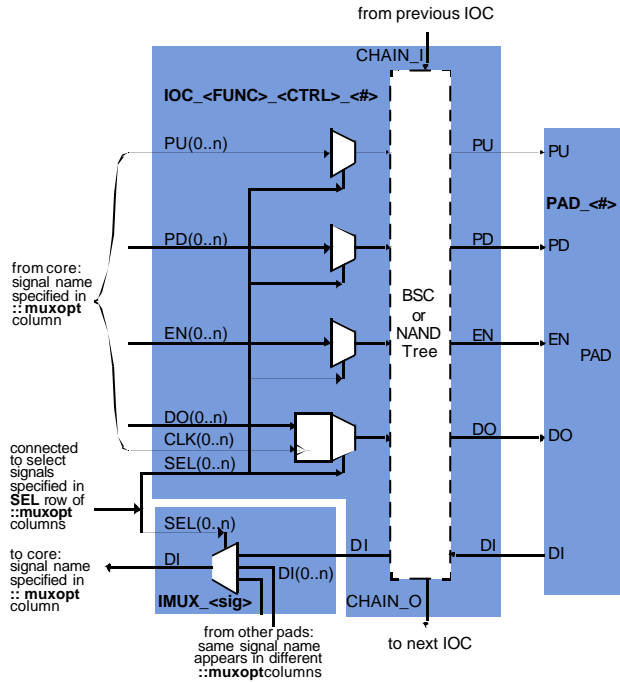 from previous IOC
CHAIN_I
IOC_<FUNC>_<CTRL>_<#>
PU(0..n)
PU
PU
PAD_<#>
PD(0..n)
PD
PD
from core:
signal name
specified in
:: muxopt
column
BSC
or
NAND
Tree
EN(0..n)
EN
EN
PAD
DO(0..n)
CLK(0..n)
DO
DO
SEL(0..n)
connected
to select
signals
specified in
SEL row of
::muxopt
columns
SEL(0..n)
DI
DI
DI
DI
DI(0..n)
to core:
signal name
specified in
:: muxopt
column
IMUX_<sig>
CHAIN_O
from other pads:
same signal name
appears in different
::muxoptcolumns
to next IOC